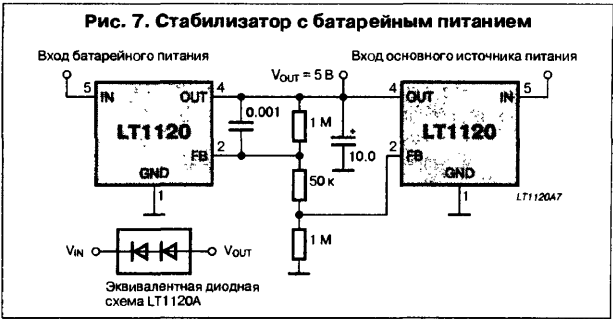 Рис. 7. Стабилизатор с батарейным питанием
Вход батарейного питания
Вход основного источника питания
VOUT = 5 В
5
IN
OUT
4
LT1120
FB
2
GND
1
0.001
1 М
50 к
1 М
+
10.0
4
OUT
IN
5
LT1120
2
FB
GND
1
LT1120A7
VIN
VOUT
Эквивалентная диодная
схема LT1120A